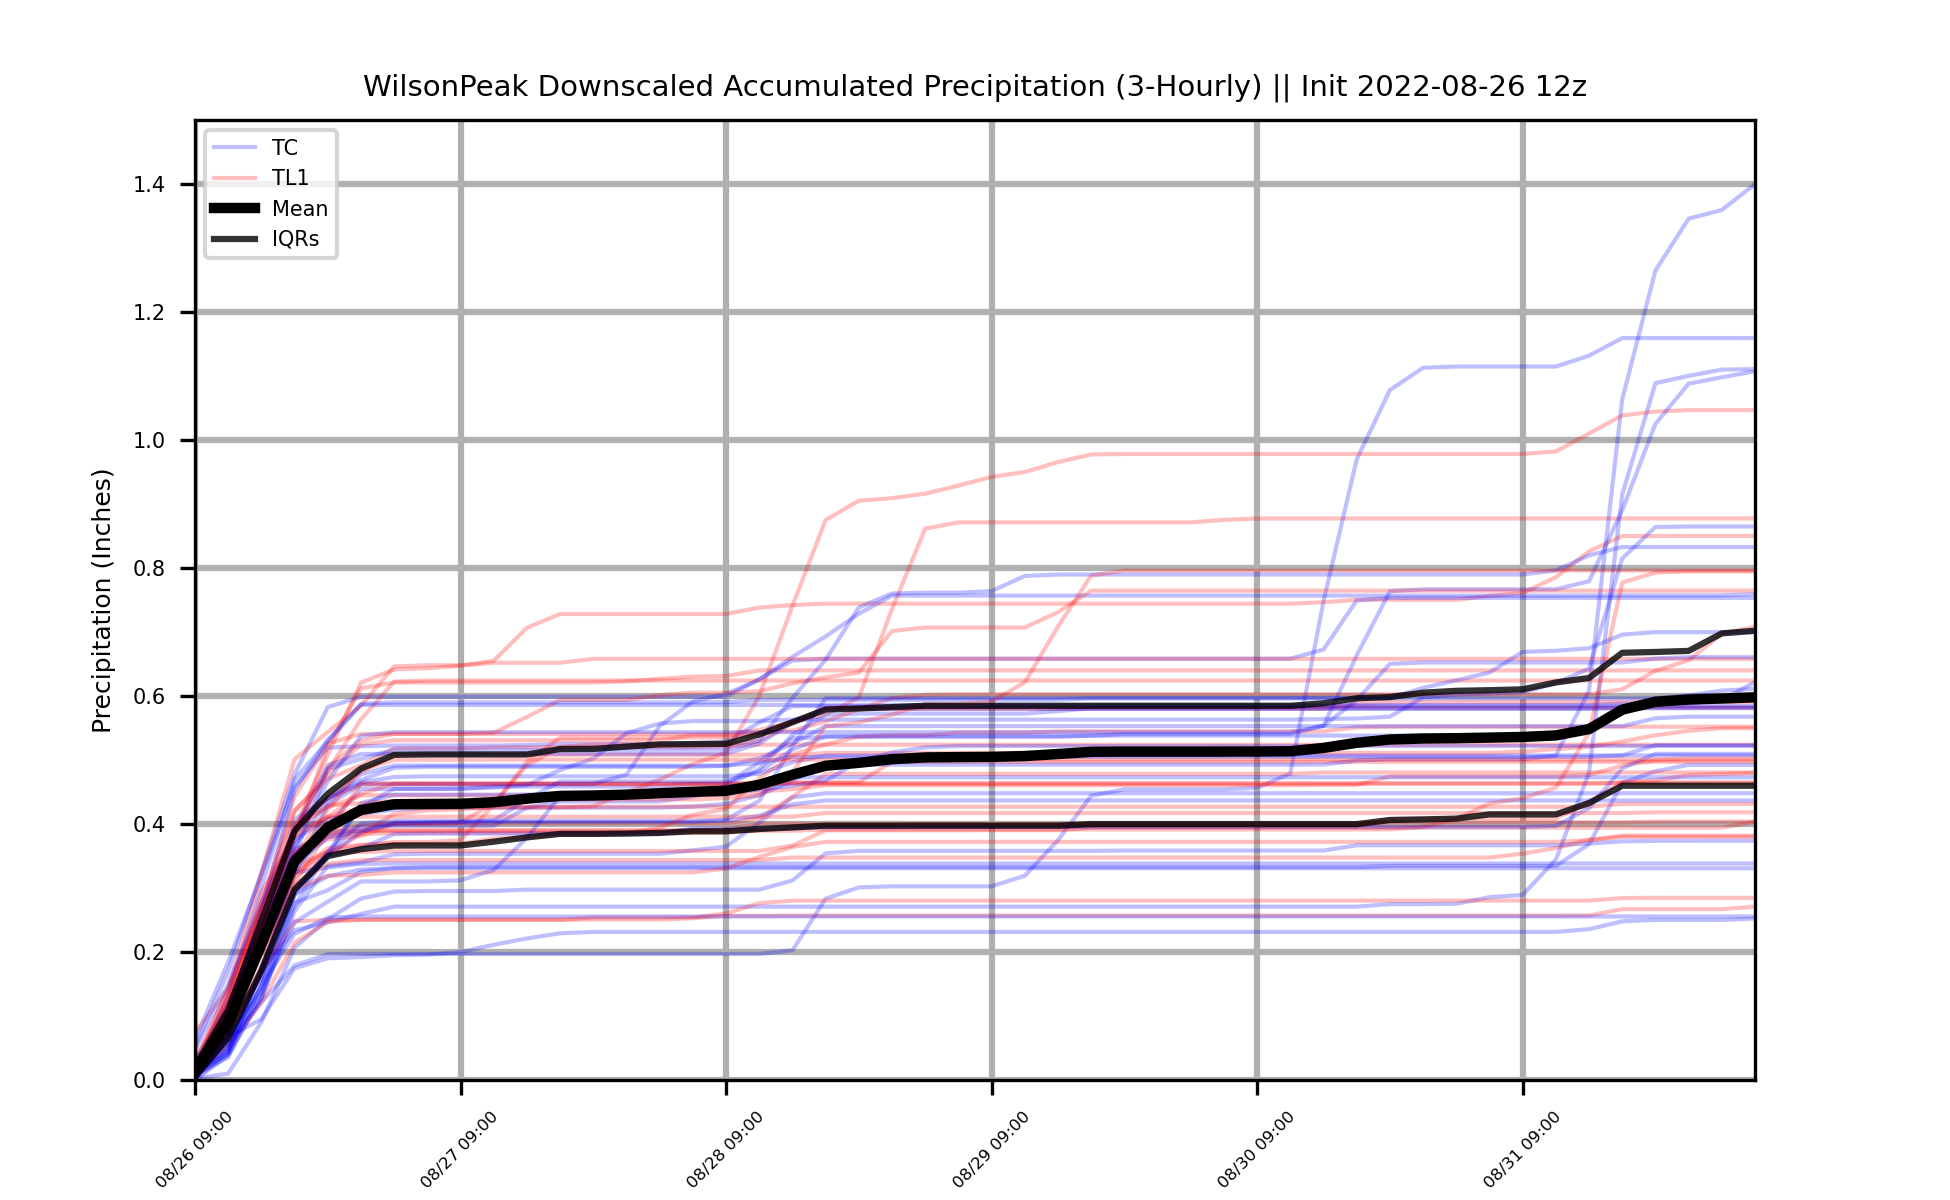 WilsonPeak Downscaled Accumulated Precipitation (3-Hourly) || Init 2022-08-26 12z
TC
TL1
Mean
IQRs
Precipitation (Inches)
1.4
1.2
1.0
0.8
0.6
0.4
0.2
0.0
08/26 09:00
08/27 09:00
08/28 09:00
08/29 09:00
08/30 09:00
08/31 09:00